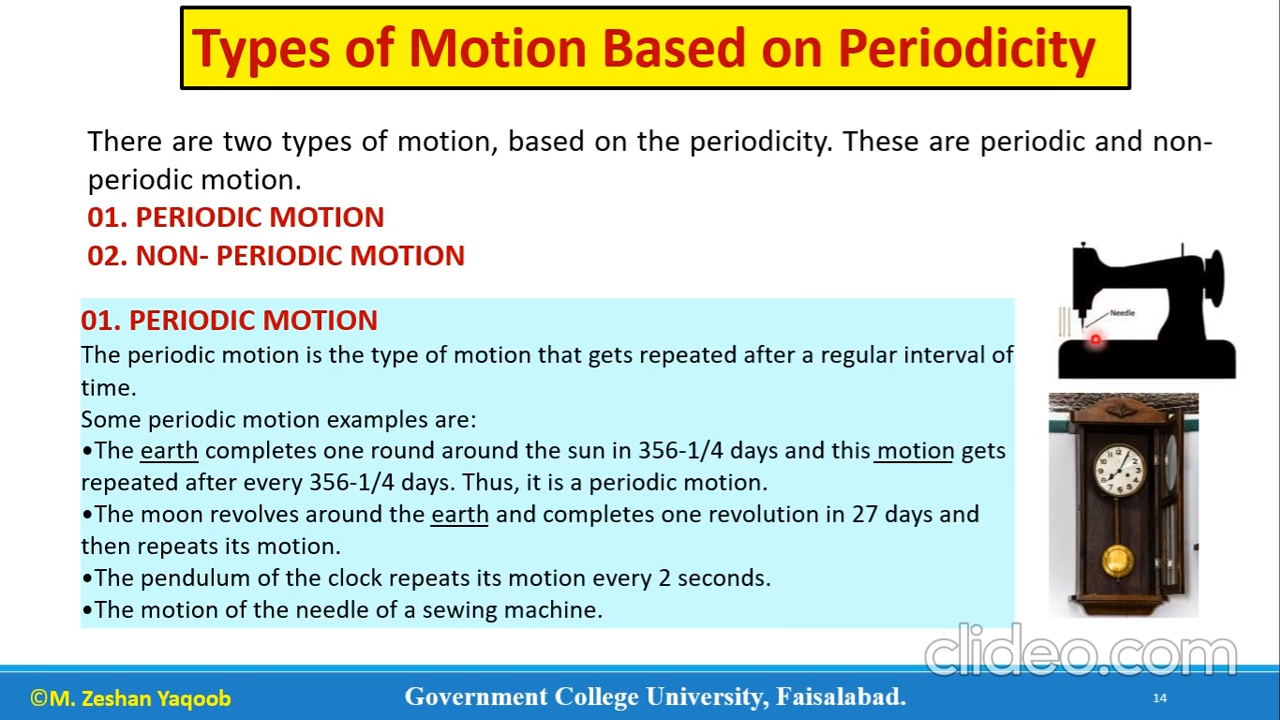 Types of Motion Based on Periodicity
There are two types of motion, based on the periodicity. These are periodic and non-
periodic motion.
01. PERIODIC MOTION
02. NON- PERIODIC MOTION
Needle
01. PERIODIC MOTION
The periodic motion is the type of motion that gets repeated after a regular interval of
time.
Some periodic motion examples are:
•The earth completes one round around the sun in 356-1/4 days and this motion gets
repeated after every 356-1/4 days. Thus, it is a periodic motion.
•The moon revolves around the earth and completes one revolution in 27 days and
then repeats its motion.
•The pendulum of the clock repeats its motion every 2 seconds.
•The motion of the needle of a sewing machine.
clideo.com
©M. Zeshan Yaqoob
Government College University, Faisalabad.
14